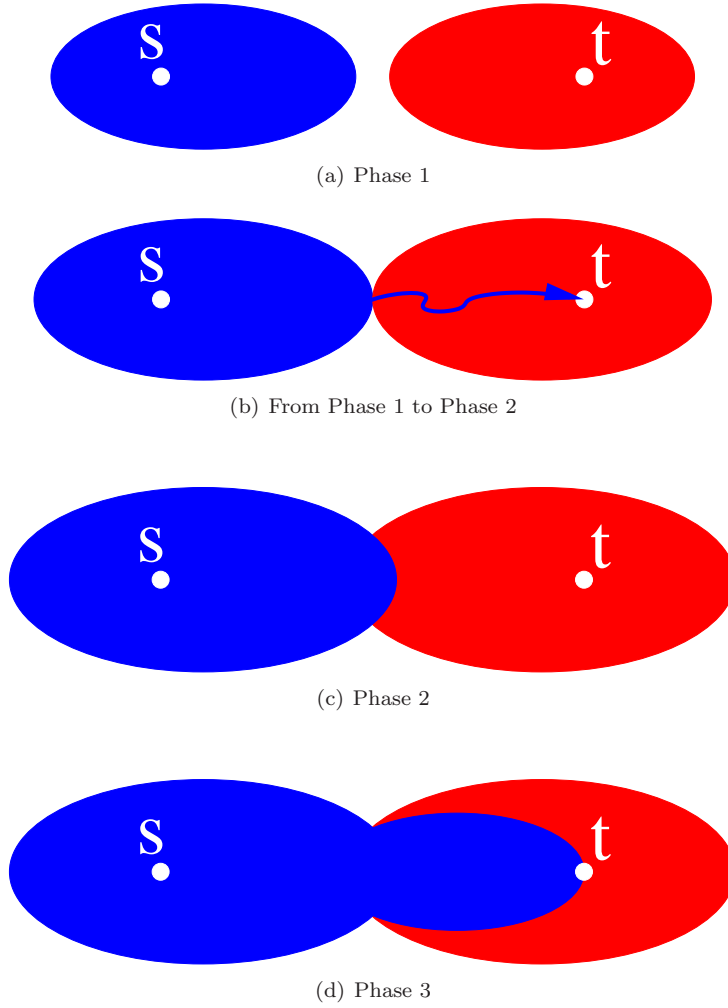 s t
(a) Phase 1
s t
(b) From Phase 1 to Phase 2
s t
(c) Phase 2
s t
(d) Phase 3